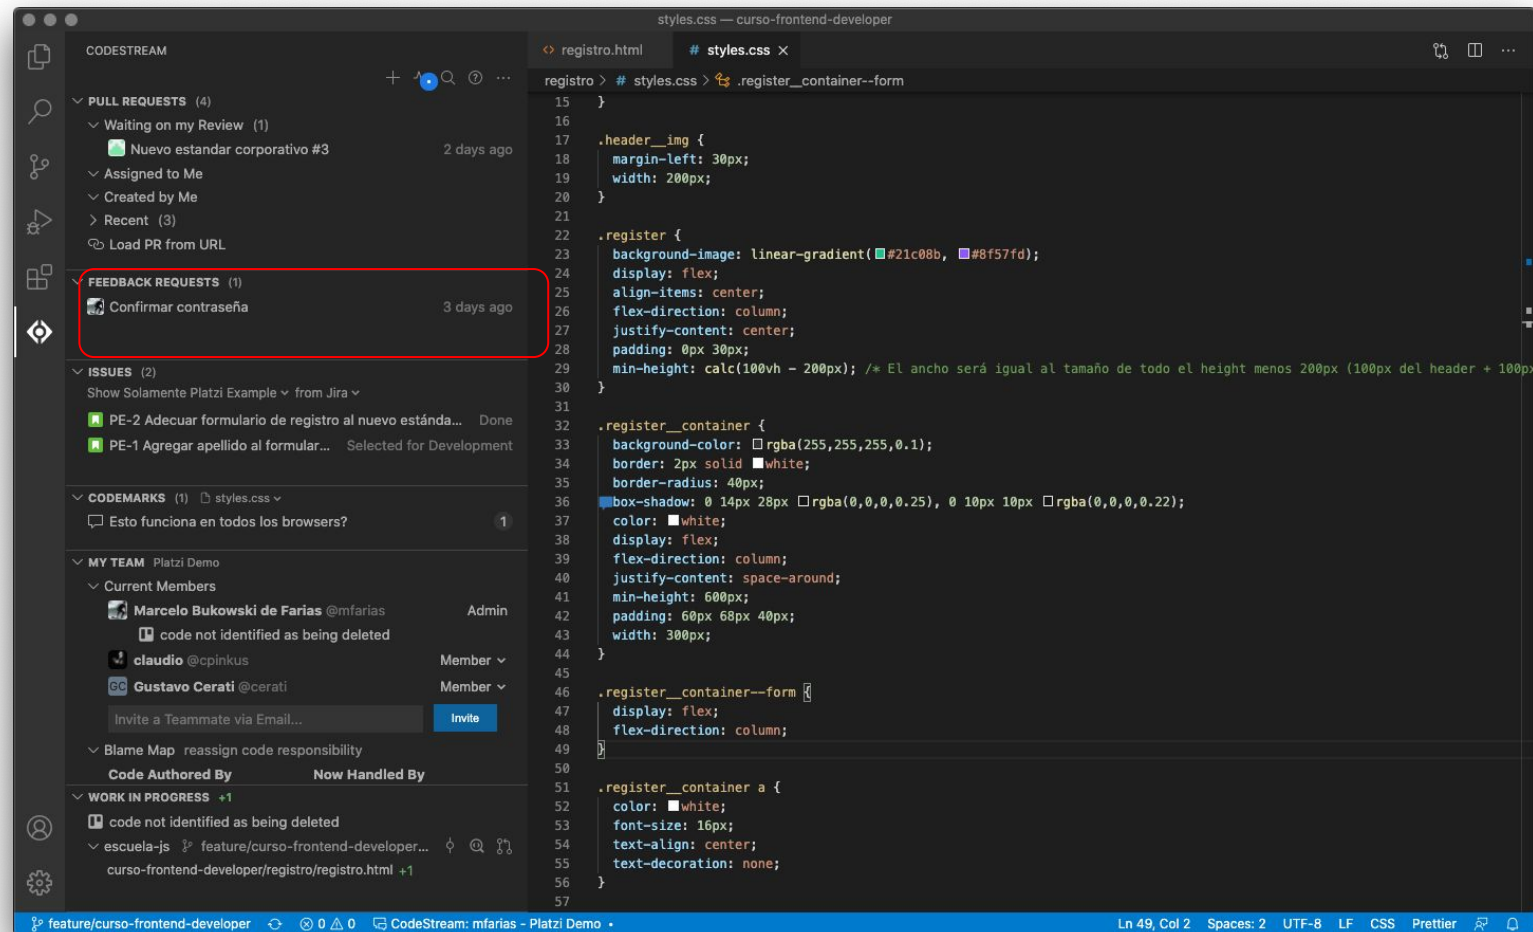 styles.css — curso-frontend-developer
CODESTREAM
PULL REQUESTS (4)
Waiting on my Review (1)
Nuevo estandar corporativo #3 2 days ago
Assigned to Me
Created by Me
Recent (3)
Load PR from URL
FEEDBACK REQUESTS (1)
Confirmar contraseña 3 days ago
ISSUES (2)
Show Solamente Platzi Example from Jira
PE-2 Adecuar formulario de registro al nuevo estánda... Done
PE-1 Agregar apellido al formular... Selected for Development
CODEMARKS (1) styles.css
Esto funciona en todos los browsers? 1
MY TEAM Platzi Demo
Current Members
Marcelo Bukowski de Farias @mfarias Admin
code not identified as being deleted
claudio @cpinkus Member
GC Gustavo Cerati @cerati Member
Invite a Teammate via Email... Invite
Blame Map reassign code responsibility
Code Authored By Now Handled By
WORK IN PROGRESS +1
code not identified as being deleted
escuela-js feature/curso-frontend-developer...
curso-frontend-developer/registro/registro.html +1
<> registro.html # styles.css ×
registro > # styles.css > .register__container--form
15 }
16
17 .header__img {
18 margin-left: 30px;
19 width: 200px;
20 }
21
22 .register {
23 background-image: linear-gradient(#21c08b, #8f57fd);
24 display: flex;
25 align-items: center;
26 flex-direction: column;
27 justify-content: center;
28 padding: 0px 30px;
29 min-height: calc(100vh - 200px); /* El ancho será igual al tamaño de todo el height menos 200px (100px del header + 100px
30 }
31
32 .register__container {
33 background-color: rgba(255,255,255,0.1);
34 border: 2px solid white;
35 border-radius: 40px;
36 box-shadow: 0 14px 28px rgba(0,0,0,0.25), 0 10px 10px rgba(0,0,0,0.22);
37 color: white;
38 display: flex;
39 flex-direction: column;
40 justify-content: space-around;
41 min-height: 600px;
42 padding: 60px 68px 40px;
43 width: 300px;
44 }
45
46 .register__container--form {
47 display: flex;
48 flex-direction: column;
49 }
50
51 .register__container a {
52 color: white;
53 font-size: 16px;
54 text-align: center;
55 text-decoration: none;
56 }
57
feature/curso-frontend-developer 0 0 CodeStream: mfarias - Platzi Demo • Ln 49, Col 2 Spaces: 2 UTF-8 LF CSS Prettier